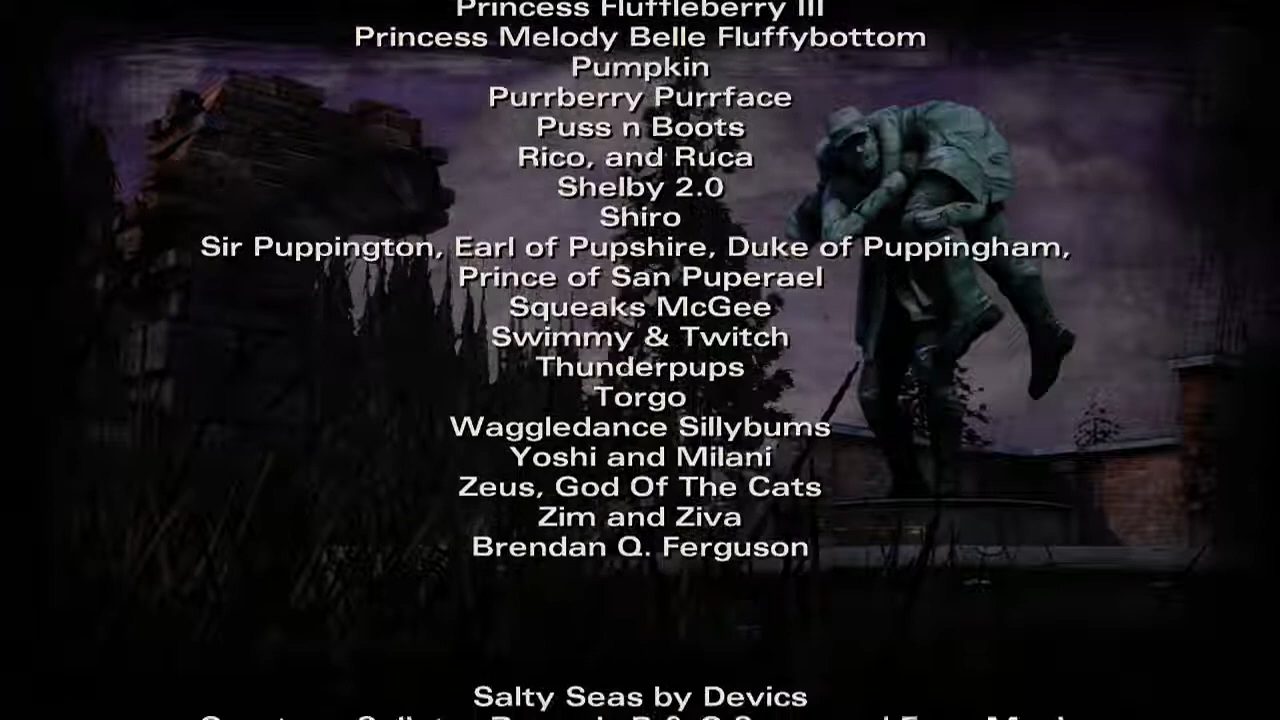 Princess Fluffleberry III
Princess Melody Belle Fluffybottom
Pumpkin
Purrberry Purrface
Puss n Boots
Rico, and Ruca
Shelby 2.0
Shiro
Sir Puppington, Earl of Pupshire, Duke of Puppingham,
Prince of San Puperael
Squeaks McGee
Swimmy & Twitch
Thunderpups
Torgo
Waggledance Sillybums
Yoshi and Milani
Zeus, God Of The Cats
Zim and Ziva
Brendan Q. Ferguson
Salty Seas by Devics